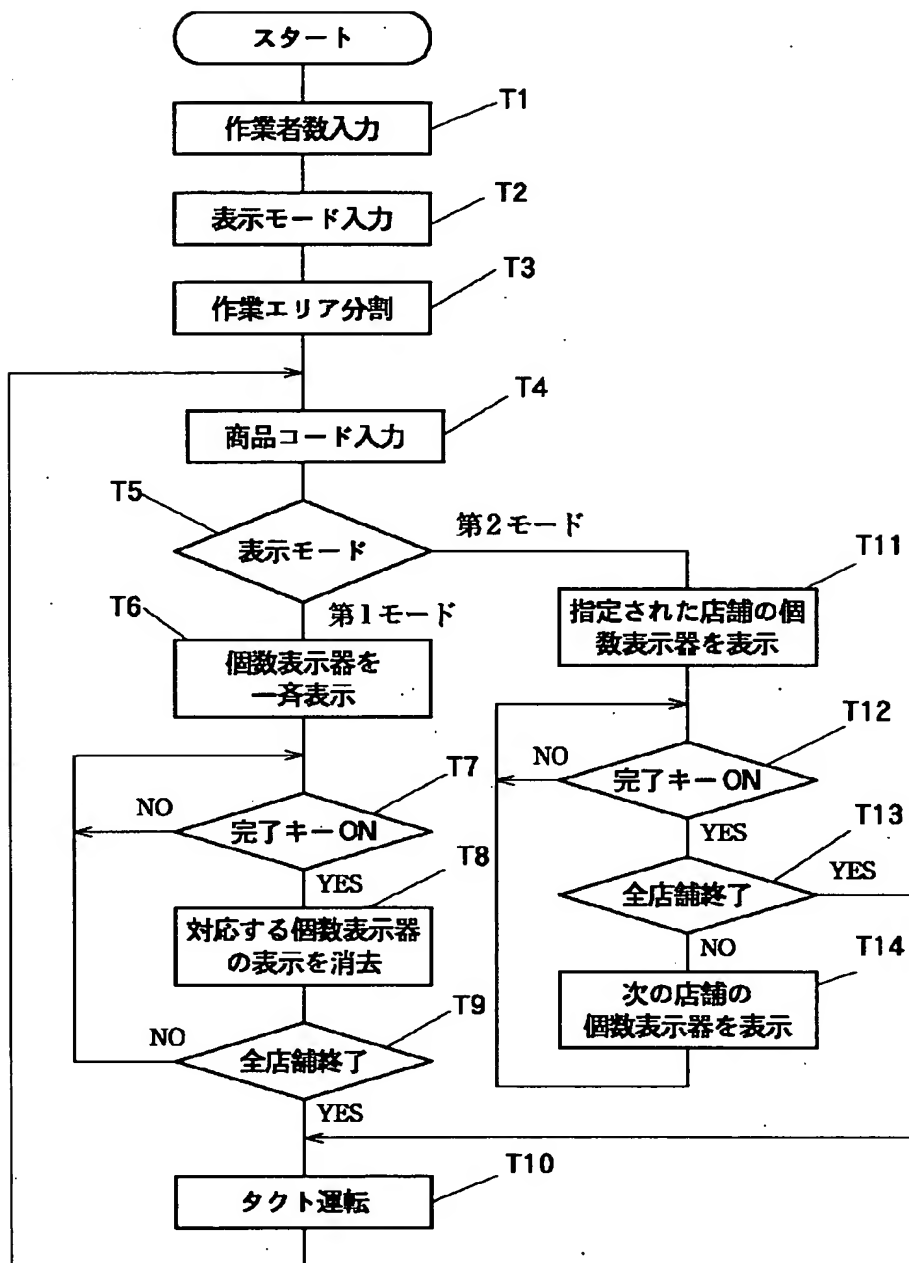 スタート
T1
作業者数入力
T2
表示モード入力
T3
作業エリア分割
T4
商品コード入力
T5
表示モード
第2モード
第1モード
T6
個数表示器を
一斉表示
T7
NO
完了キーON
YES
T8
対応する個数表示器
の表示を消去
T9
NO
全店舗終了
YES
T10
タクト運転
T11
指定された店舗の個
数表示器を表示
T12
NO
完了キーON
YES
T13
YES
全店舗終了
NO
T14
次の店舗の
個数表示器を表示